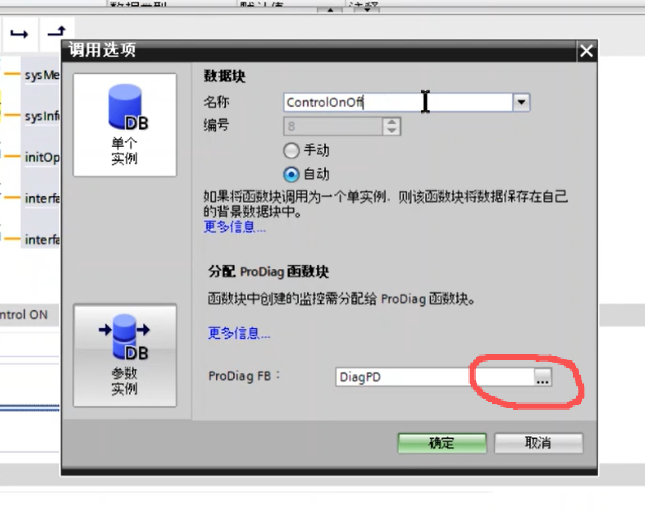 调用选项
sysMe
sysInf
initOp
interfa
interfa
ntrol ON
DB
单个
实例
DB
参数
实例
数据块
名称
ControlOnOff
编号
8
手动
自动
如果将函数块调用为一个单实例，则该函数块将数据保存在自己
的背景数据块中。
更多信息...
分配 ProDiag 函数块
函数块中创建的监控需分配给 ProDiag 函数块。
更多信息...
ProDiag FB：
DiagPD
...
确定
取消